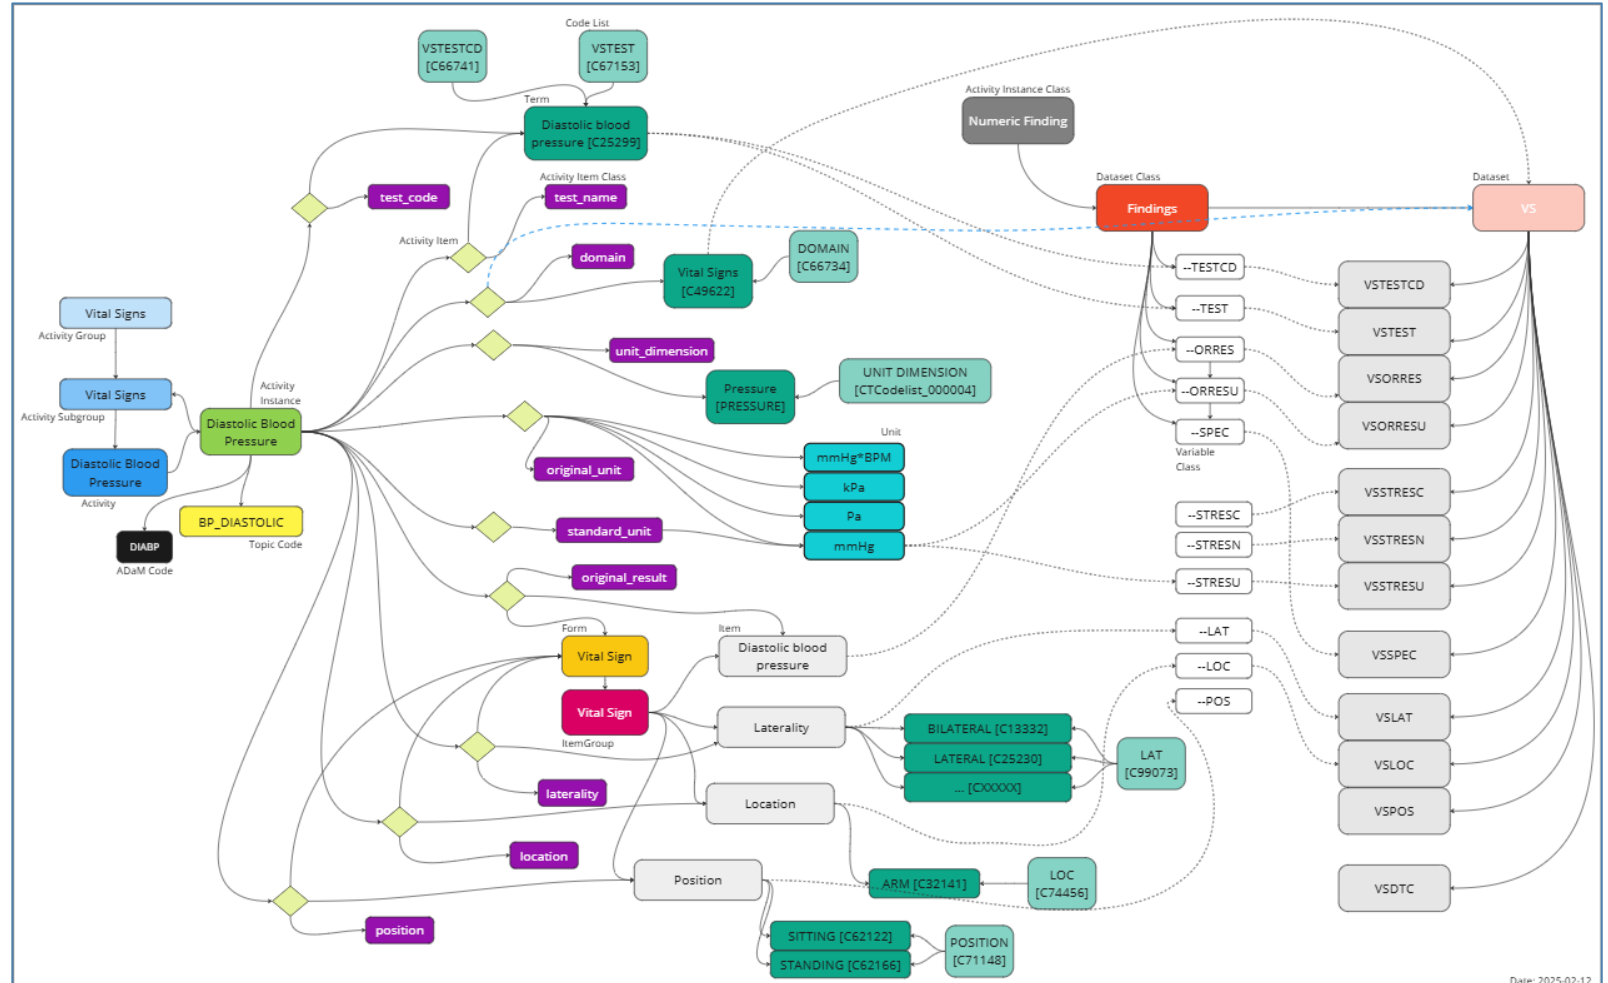 Code List
VSTESTCD
[C66741]
VSTEST
[C67153]
Term
Diastolic blood
pressure [C25299]
Activity Instance Class
Numeric Finding
Dataset Class
Findings
Dataset
VS
test_code
Activity Item Class
test_name
Activity Item
domain
Vital Signs
[C49622]
DOMAIN
[C66734]
--TESTCD
--TEST
--ORRES
--ORRESU
--SPEC
Variable
Class
--STRESC
--STRESN
--STRESU
--LAT
--LOC
--POS
VSTESTCD
VSTEST
VSORRES
VSORRESU
VSSTRESC
VSSTRESN
VSSTRESU
VSSPEC
VSLAT
VSLOC
VSPOS
VSDTC
Vital Signs
Activity Group
Vital Signs
Activity Subgroup
Diastolic Blood
Pressure
Activity
Activity
Instance
Diastolic Blood
Pressure
BP_DIASTOLIC
Topic Code
DIABP
ADaM Code
unit_dimension
Pressure
[PRESSURE]
UNIT DIMENSION
[CTCodelist_000004]
Unit
mmHg*BPM
kPa
Pa
mmHg
original_unit
standard_unit
original_result
Form
Vital Sign
Vital Sign
ItemGroup
Item
Diastolic blood
pressure
Laterality
BILATERAL [C13332]
LATERAL [C25230]
... [CXXXXX]
LAT
[C99073]
laterality
Location
location
ARM [C32141]
LOC
[C74456]
Position
position
SITTING [C62122]
STANDING [C62166]
POSITION
[C71148]
Date: 2025-02-12